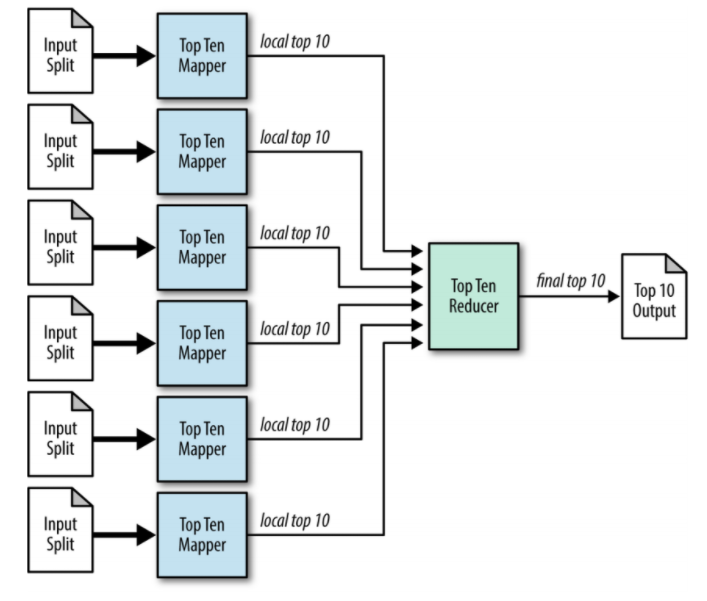 Input
Split
Top Ten
Mapper
local top 10
Input
Split
Top Ten
Mapper
local top 10
Input
Split
Top Ten
Mapper
local top 10
Input
Split
Top Ten
Mapper
local top 10
Input
Split
Top Ten
Mapper
local top 10
Input
Split
Top Ten
Mapper
local top 10
Top Ten
Reducer
final top 10
Top 10
Output